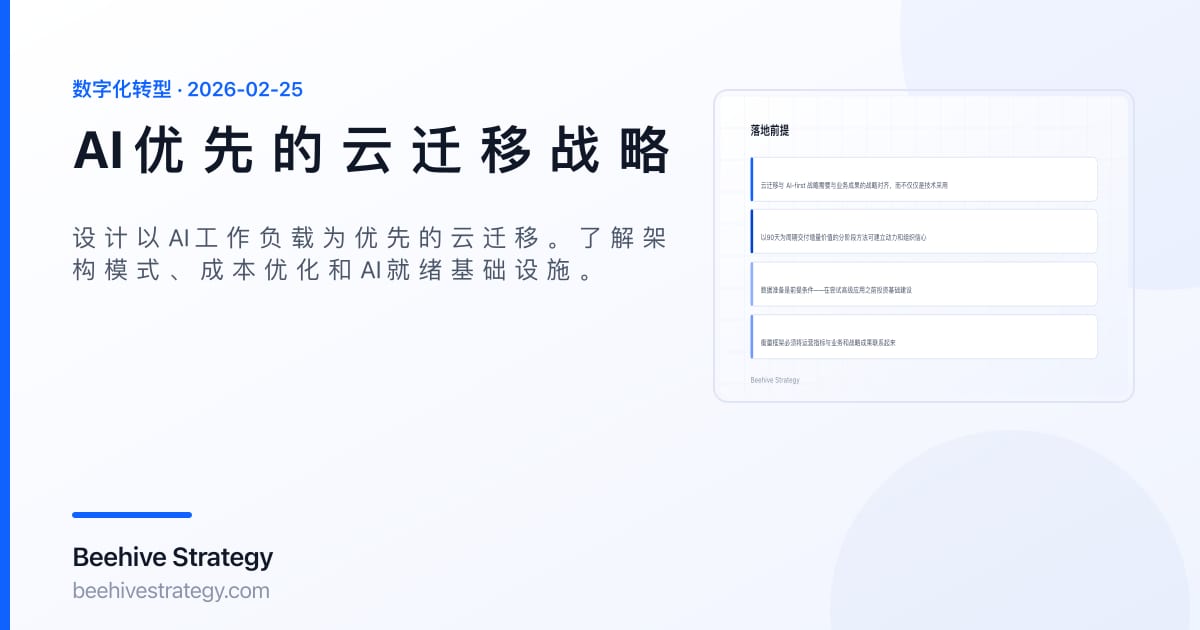 数字化转型 · 2026-02-25
AI优先的云迁移战略
设计以AI工作负载为优先的云迁移。了解架
构模式、成本优化和AI就绪基础设施。
落地前提
云迁移与 AI-first 战略需要与业务成果的战略对齐，而不仅仅是技术采用
以90天为周期交付增量价值的分阶段方法可建立动力和组织信心
数据准备是前提条件——在尝试高级应用之前投资基础建设
衡量框架必须将运营指标与业务和战略成果联系起来
Beehive Strategy
Beehive Strategy
beehivestrategy.com